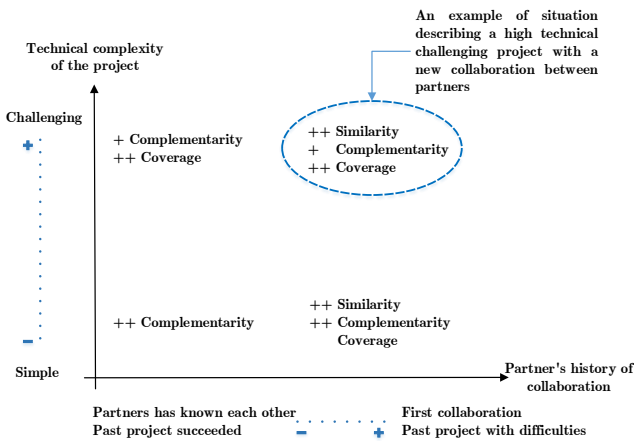 An example of situation
describing a high technical
challenging project with a
new collaboration between
partners
Technical complexity
of the project
Challenging
+
+ Complementarity
++ Coverage
++ Similarity
+ Complementarity
++ Coverage
++ Complementarity
++ Similarity
++ Complementarity
Coverage
−
Simple
Partner's history of
collaboration
Partners has known each other
Past project succeeded
−
+
First collaboration
Past project with difficulties